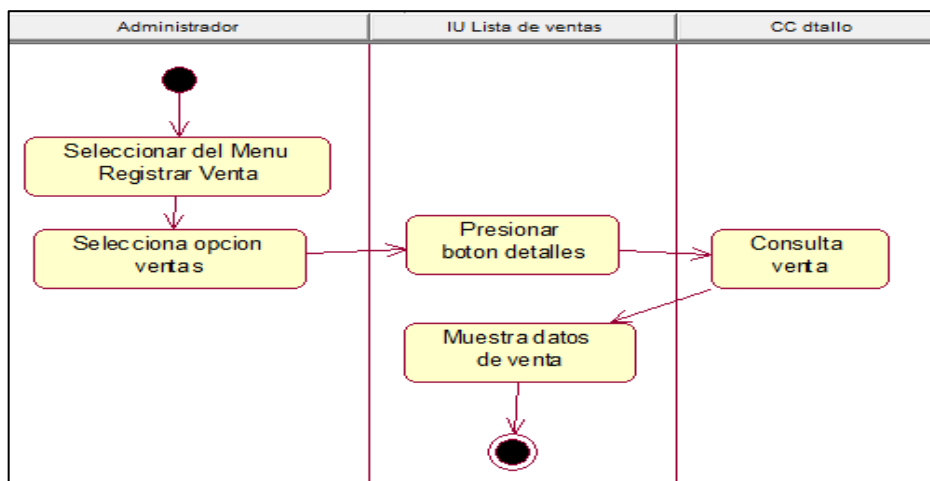 Administrador
IU Lista de ventas
CC dtallo
Seleccionar del Menu
Registrar Venta
Selecciona opcion
ventas
Presionar
boton detalles
Consulta
venta
Muestra datos
de venta